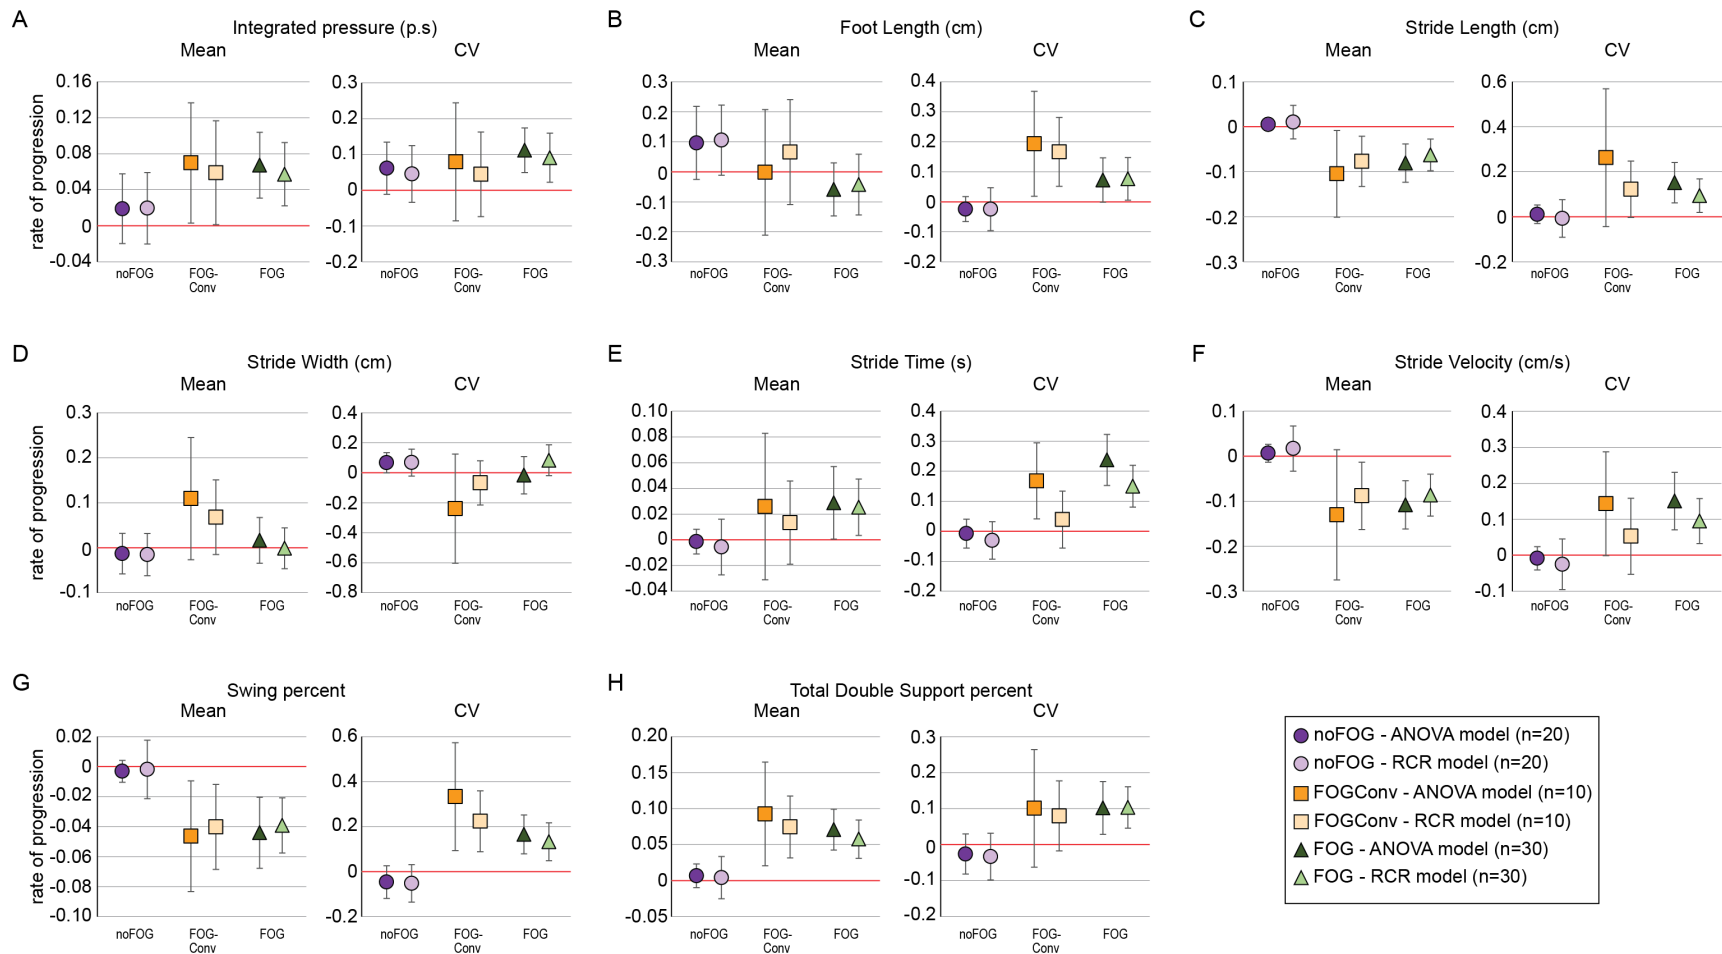 A
Integrated pressure (p.s)
Mean
CV
rate of progression
0.16
0.12
0.08
0.04
0
-0.04
noFOG
FOG-
Conv
FOG
0.3
0.2
0.1
0
-0.1
-0.2
noFOG
FOG-
Conv
FOG
B
Foot Length (cm)
Mean
CV
0.3
0.2
0.1
0
-0.1
-0.2
-0.3
noFOG
FOG-
Conv
FOG
0.4
0.3
0.2
0.1
0
-0.1
-0.2
noFOG
FOG-
Conv
FOG
C
Stride Length (cm)
Mean
CV
0.1
0
-0.1
-0.2
-0.3
noFOG
FOG-
Conv
FOG
0.6
0.4
0.2
0
-0.2
noFOG
FOG-
Conv
FOG
D
Stride Width (cm)
Mean
CV
rate of progression
0.3
0.2
0.1
0
-0.1
noFOG
FOG-
Conv
FOG
0.4
0.2
0
-0.2
-0.4
-0.6
-0.8
noFOG
FOG-
Conv
FOG
E
Stride Time (s)
Mean
CV
0.10
0.08
0.06
0.04
0.02
0
-0.02
-0.04
noFOG
FOG-
Conv
FOG
0.4
0.3
0.2
0.1
0
-0.1
-0.2
noFOG
FOG-
Conv
FOG
F
Stride Velocity (cm/s)
Mean
CV
0.1
0
-0.1
-0.2
-0.3
noFOG
FOG-
Conv
FOG
0.4
0.3
0.2
0.1
0
-0.1
noFOG
FOG-
Conv
FOG
G
Swing percent
Mean
CV
rate of progression
0.02
0
-0.02
-0.04
-0.06
-0.08
-0.10
noFOG
FOG-
Conv
FOG
0.6
0.4
0.2
0
-0.2
noFOG
FOG-
Conv
FOG
H
Total Double Support percent
Mean
CV
0.20
0.15
0.10
0.05
0
-0.05
noFOG
FOG-
Conv
FOG
0.3
0.2
0.1
0
-0.1
-0.2
noFOG
FOG-
Conv
FOG
noFOG - ANOVA model (n=20)
noFOG - RCR model (n=20)
FOGConv - ANOVA model (n=10)
FOGConv - RCR model (n=10)
FOG - ANOVA model (n=30)
FOG - RCR model (n=30)